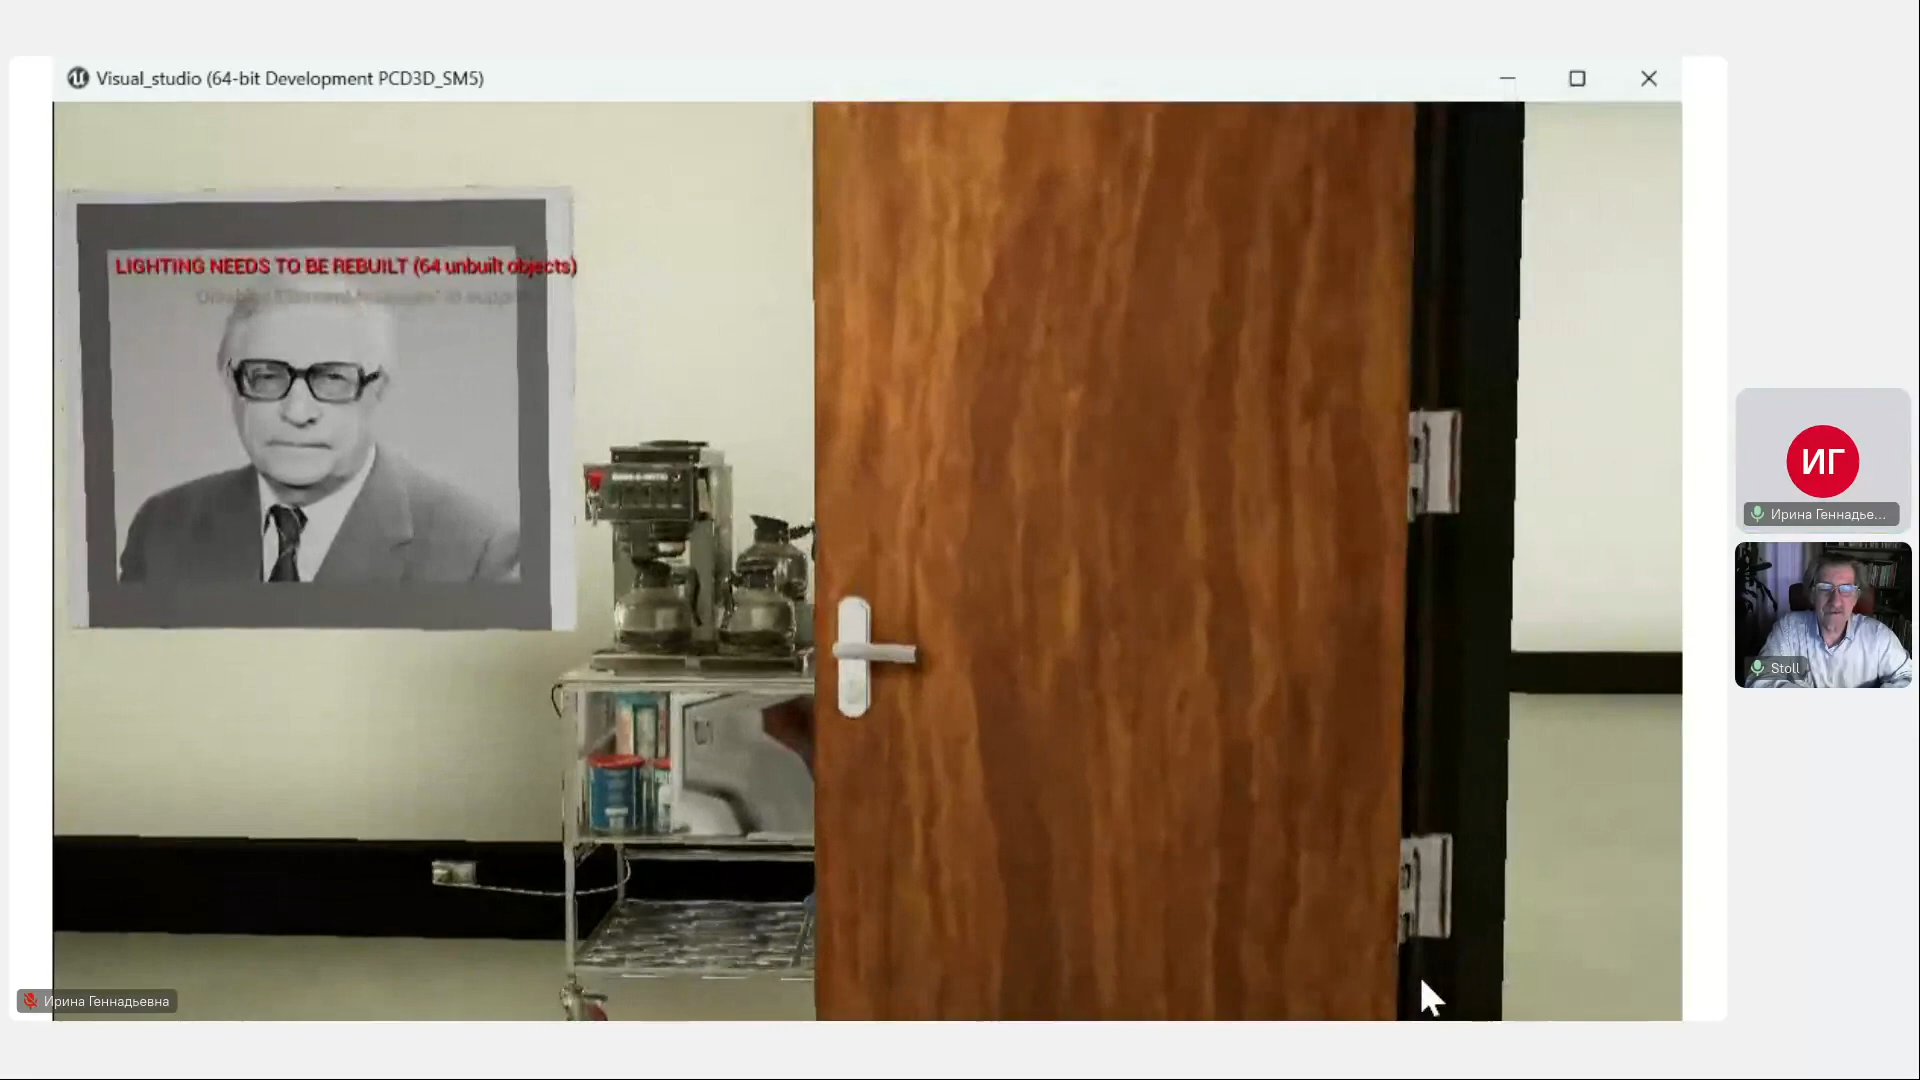 Visual_studio (64-bit Development PCD3D_SM5)
LIGHTING NEEDS TO BE REBUILT (64 unbuilt objects)
ИГ
Ирина Геннадье...
Stoll
Ирина Геннадьевна